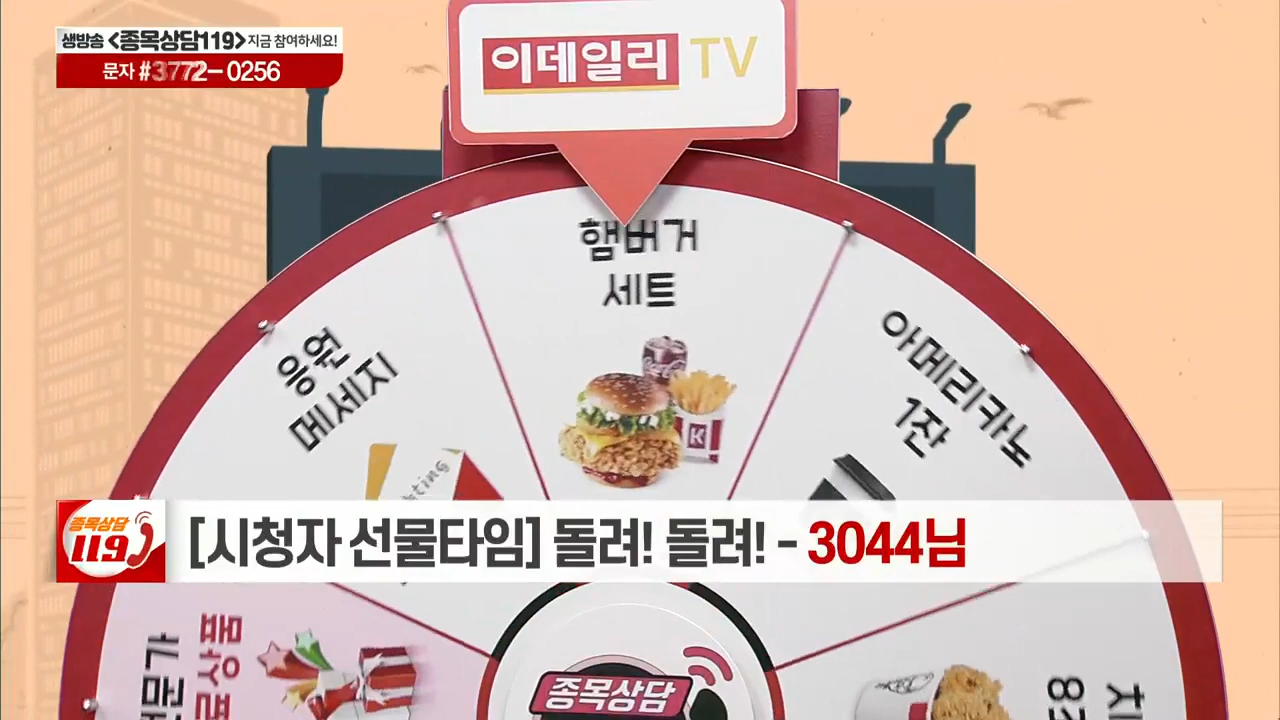 생방송 <종목상담119> 지금 참여하세요!
문자 #3772-0256
이데일리 TV
햄버거
세트
응원
메세지
아메리카노
1잔
K
[시청자 선물타임] 돌려! 돌려! - 3044님
종목상담
119
종목상담